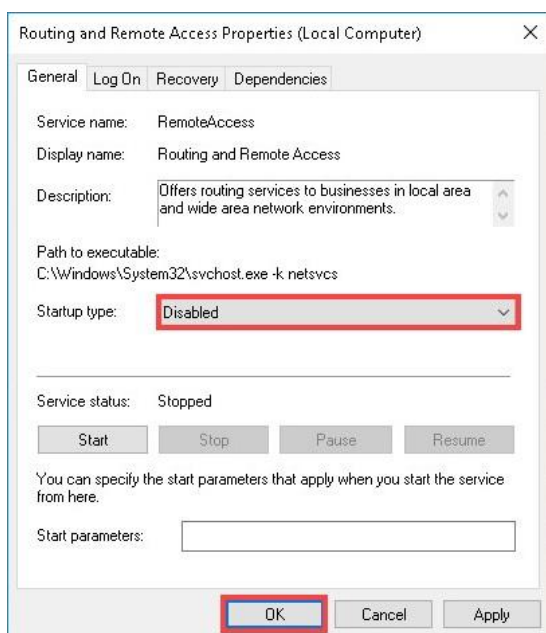 Routing and Remote Access Properties (Local Computer)
General Log On Recovery Dependencies
Service name: RemoteAccess
Display name: Routing and Remote Access
Description: Offers routing services to businesses in local area
and wide area network environments.
Path to executable:
C:\Windows\System32\svchost.exe -k netsvcs
Startup type: Disabled
Service status: Stopped
Start Stop Pause Resume
You can specify the start parameters that apply when you start the service
from here.
Start parameters:
OK Cancel Apply